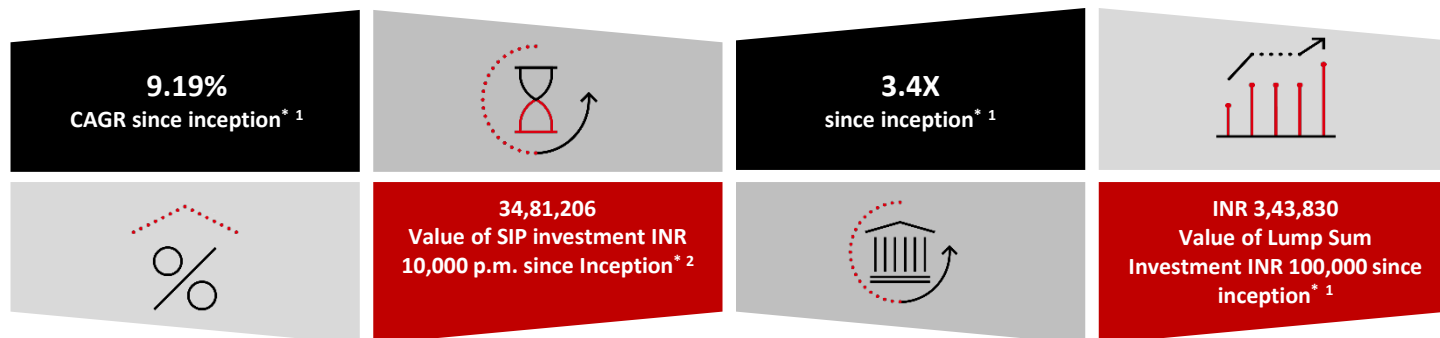 9.19%
CAGR since inception* 1
3.4X
since inception* 1
34,81,206
Value of SIP investment INR
10,000 p.m. since Inception* 2
INR 3,43,830
Value of Lump Sum
Investment INR 100,000 since
inception* 1